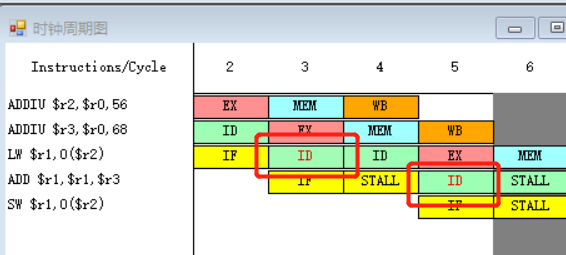 时钟周期图
Instructions/Cycle 2 3 4 5 6
ADDIU $r2,$r0,56 EX MEM WB
ADDIU $r3,$r0,68 ID EX MEM WB
LW $r1,0($r2) IF ID ID EX MEM
ADD $r1,$r1,$r3 IF STALL ID STALL
SW $r1,0($r2) IF STALL